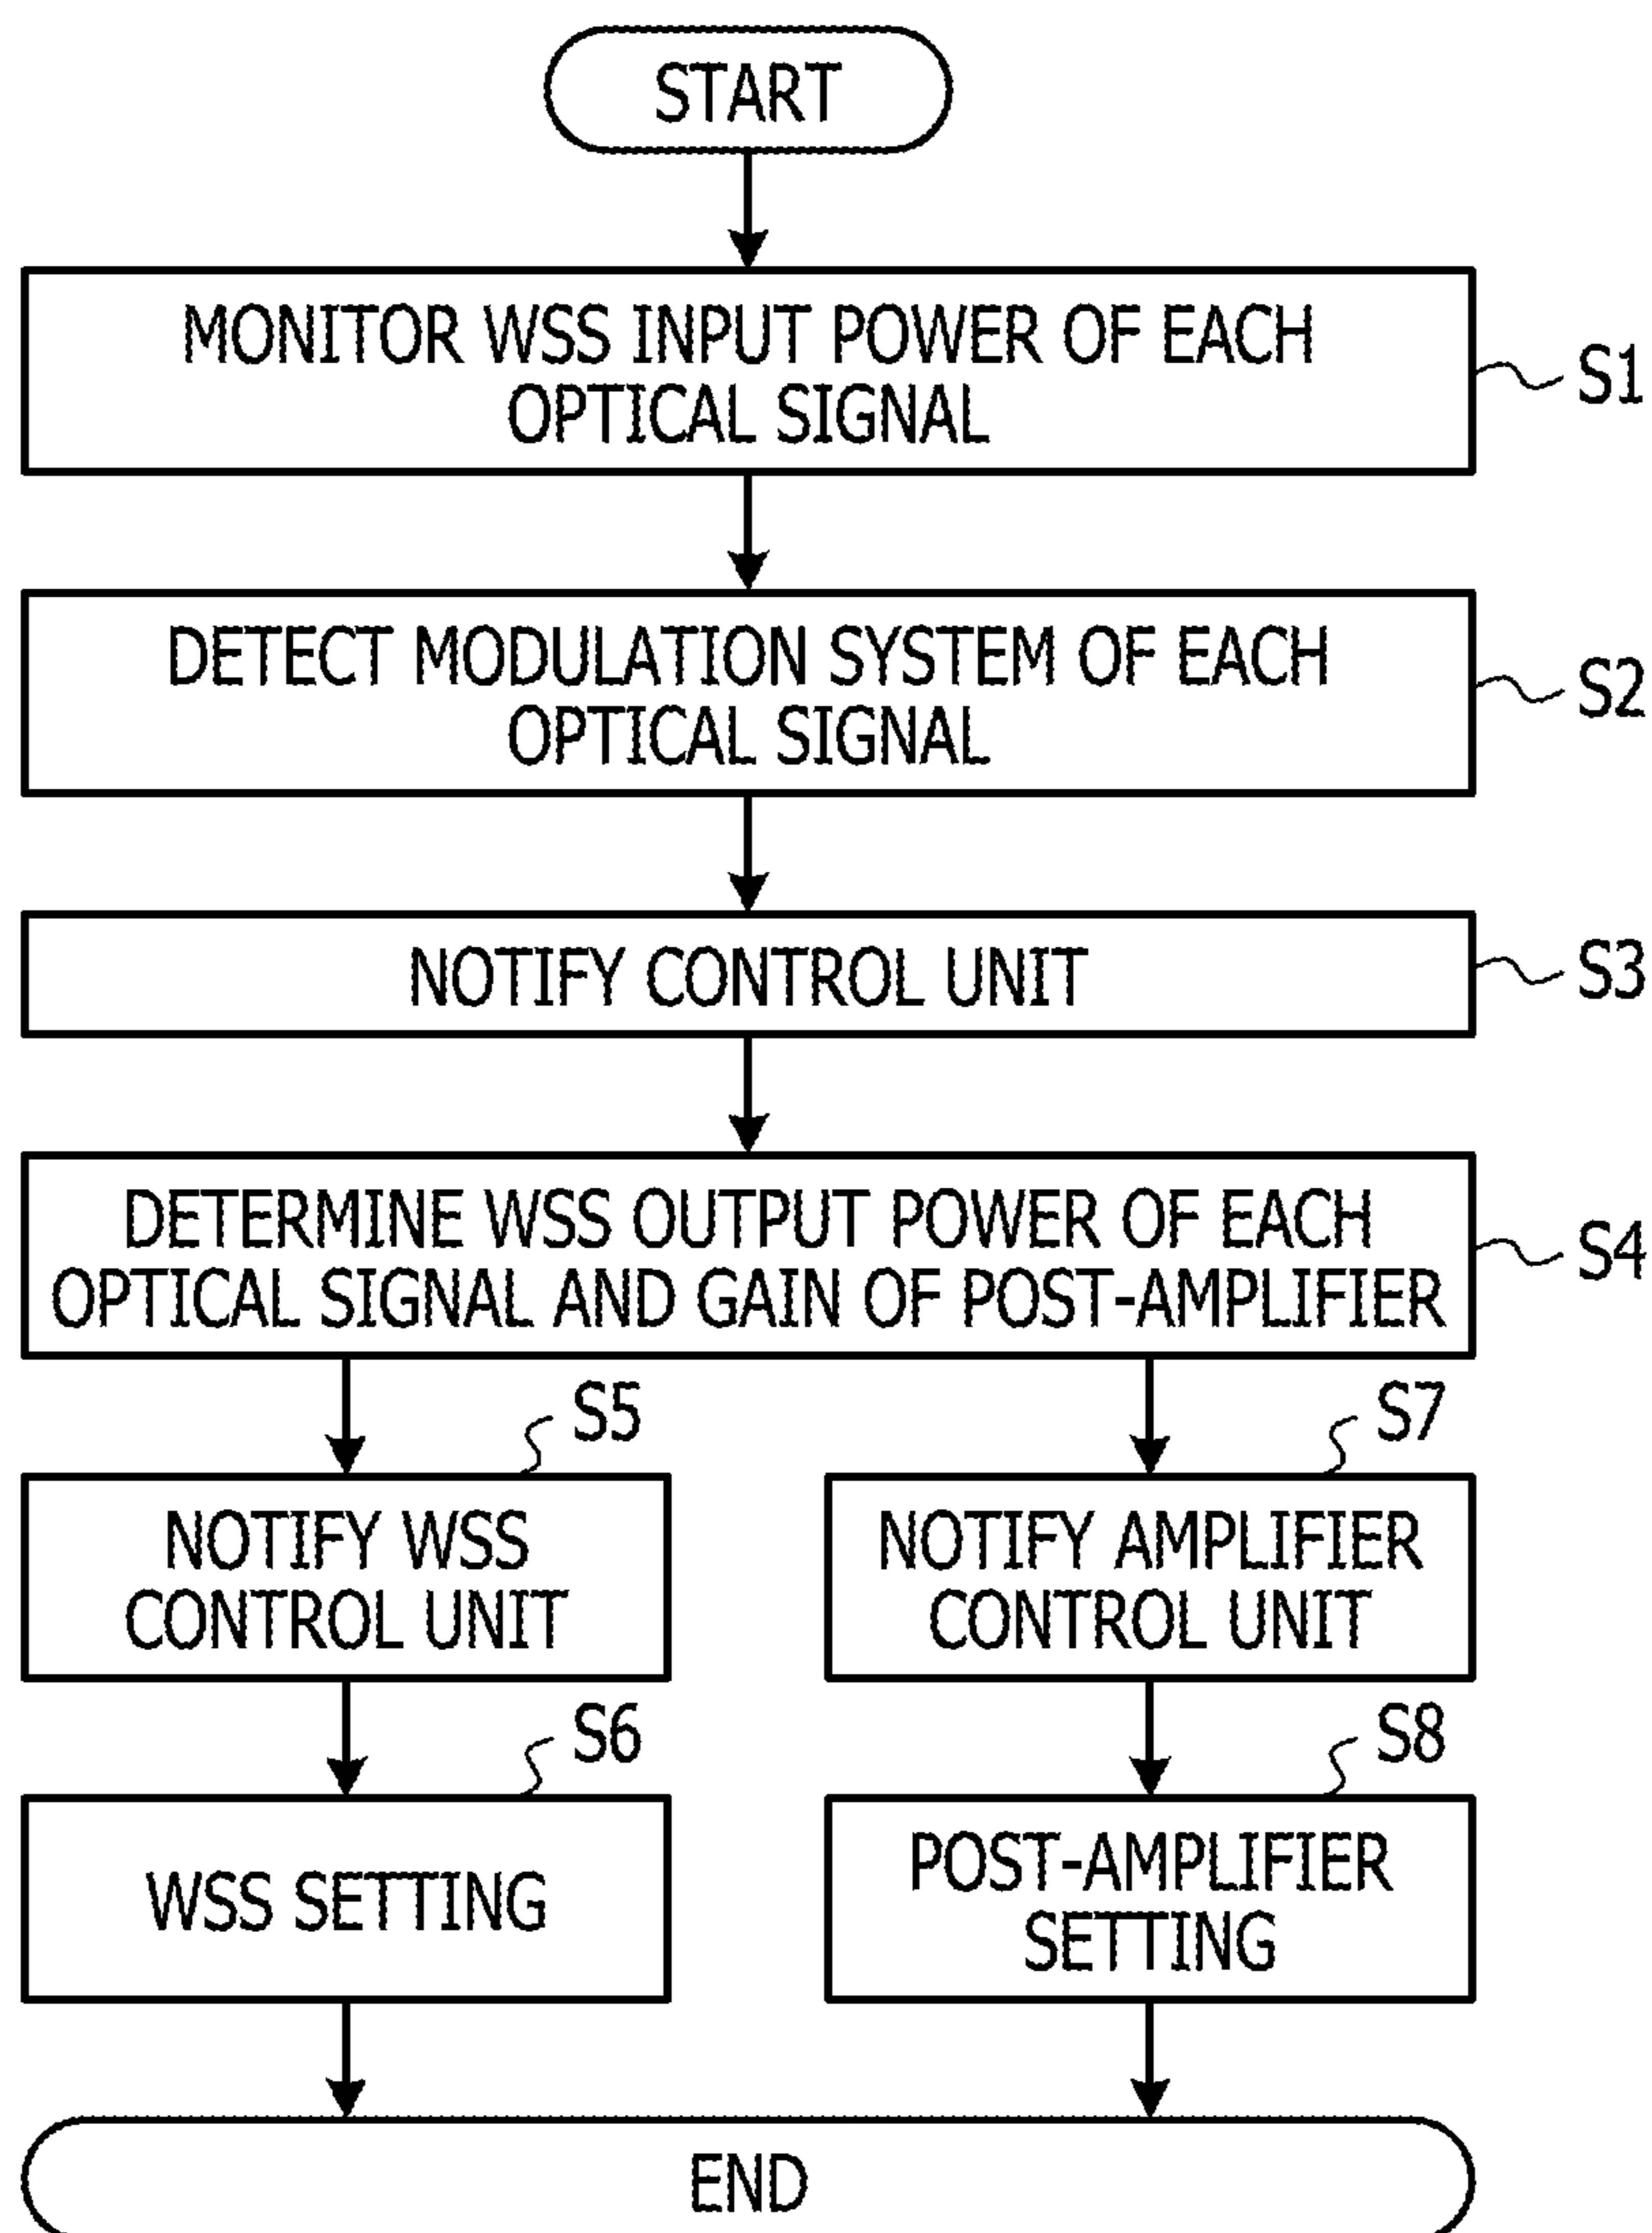 START
MONITOR WSS INPUT POWER OF EACH
OPTICAL SIGNAL
S1
DETECT MODULATION SYSTEM OF EACH
OPTICAL SIGNAL
S2
NOTIFY CONTROL UNIT
S3
DETERMINE WSS OUTPUT POWER OF EACH
OPTICAL SIGNAL AND GAIN OF POST-AMPLIFIER
S4
S5
NOTIFY WSS
CONTROL UNIT
S6
WSS SETTING
S7
NOTIFY AMPLIFIER
CONTROL UNIT
S8
POST-AMPLIFIER
SETTING
END